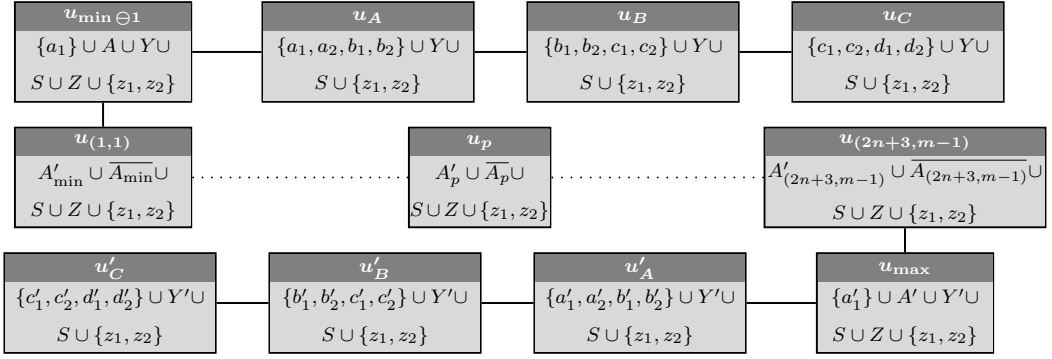 u_{min ⊖1} u_A u_B u_C
{a_1} ∪ A ∪ Y∪ {a_1, a_2, b_1, b_2} ∪ Y∪ {b_1, b_2, c_1, c_2} ∪ Y∪ {c_1, c_2, d_1, d_2} ∪ Y∪
S ∪ Z ∪ {z_1, z_2} S ∪ {z_1, z_2} S ∪ {z_1, z_2} S ∪ {z_1, z_2}
u_{(1,1)} u_p u_{(2n+3,m−1)}
A′_{min} ∪ \overline{A_{min}}∪ A′_p ∪ \overline{A_p}∪ A′_{(2n+3,m−1)} ∪ \overline{A_{(2n+3,m−1)}}∪
S ∪ Z ∪ {z_1, z_2} S ∪ Z ∪ {z_1, z_2} S ∪ Z ∪ {z_1, z_2}
u′_C u′_B u′_A u_{max}
{c′_1, c′_2, d′_1, d′_2} ∪ Y′∪ {b′_1, b′_2, c′_1, c′_2} ∪ Y′∪ {a′_1, a′_2, b′_1, b′_2} ∪ Y′∪ {a′_1} ∪ A′ ∪ Y′∪
S ∪ {z_1, z_2} S ∪ {z_1, z_2} S ∪ {z_1, z_2} S ∪ Z ∪ {z_1, z_2}